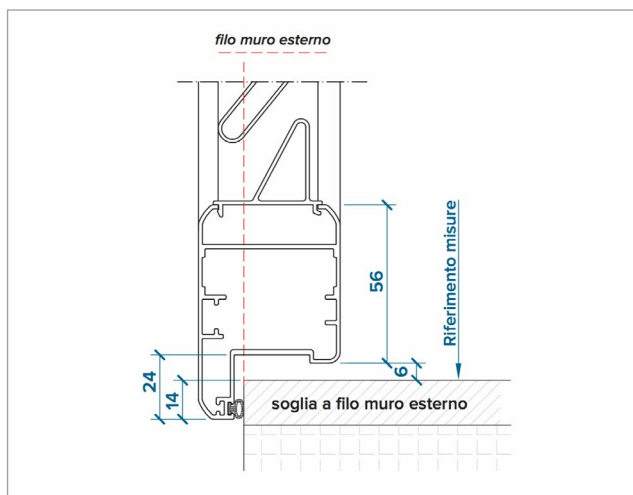 filo muro esterno
56
Riferimento misure
6
24
14
soglia a filo muro esterno